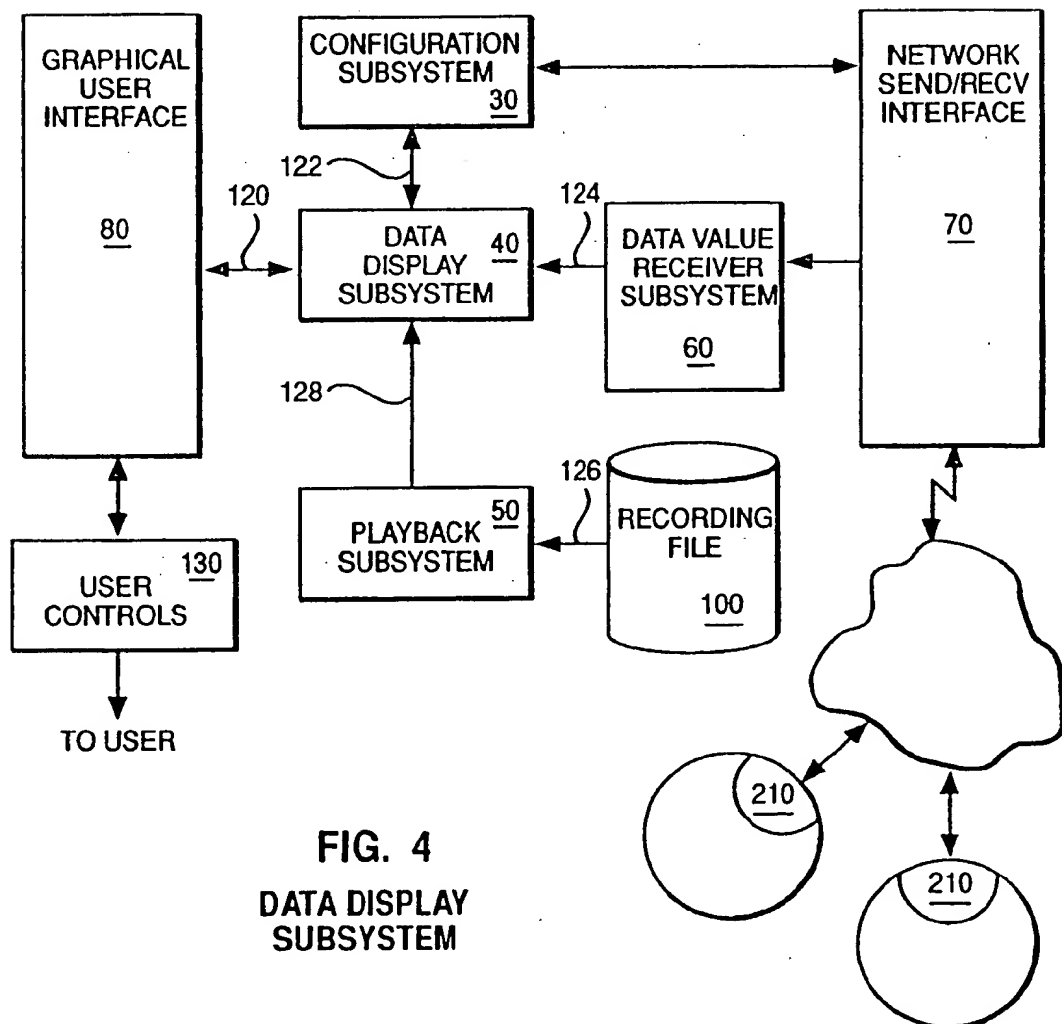 GRAPHICAL
USER
INTERFACE
80
CONFIGURATION
SUBSYSTEM
30
NETWORK
SEND/RECV
INTERFACE
70
122
120
DATA
DISPLAY
SUBSYSTEM
40
124
DATA VALUE
RECEIVER
SUBSYSTEM
60
128
PLAYBACK
SUBSYSTEM
50
126
RECORDING
FILE
100
130
USER
CONTROLS
TO USER
210
210
FIG. 4
DATA DISPLAY
SUBSYSTEM